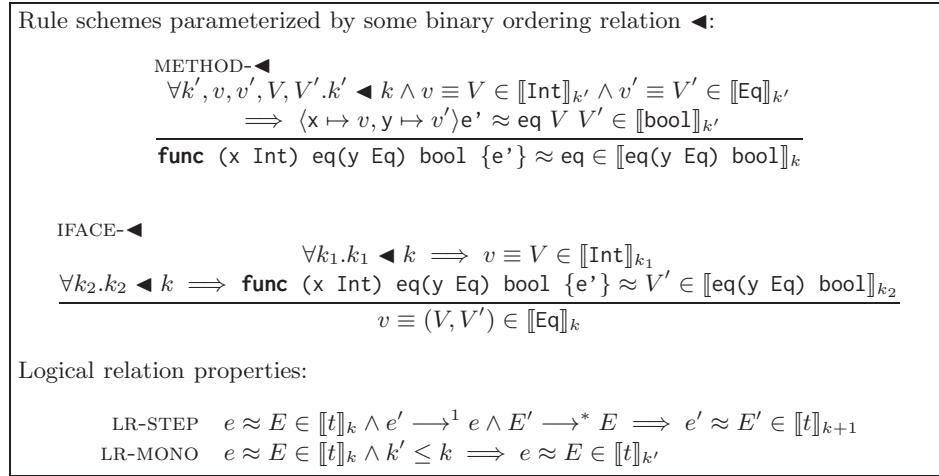 Rule schemes parameterized by some binary ordering relation ◄:
METHOD-◄
∀k′, v, v′, V, V′.k′ ◄ k ∧ v ≡ V ∈ ⟦Int⟧ₖ′ ∧ v′ ≡ V′ ∈ ⟦Eq⟧ₖ′
⟹ ⟨x ↦ v, y ↦ v′⟩e' ≈ eq V V′ ∈ ⟦bool⟧ₖ′
func (x Int) eq(y Eq) bool {e'} ≈ eq ∈ ⟦eq(y Eq) bool⟧ₖ
IFACE-◄
∀k₁.k₁ ◄ k ⟹ v ≡ V ∈ ⟦Int⟧ₖ₁
∀k₂.k₂ ◄ k ⟹ func (x Int) eq(y Eq) bool {e'} ≈ V′ ∈ ⟦eq(y Eq) bool⟧ₖ₂
v ≡ (V, V′) ∈ ⟦Eq⟧ₖ
Logical relation properties:
LR-STEP e ≈ E ∈ ⟦t⟧ₖ ∧ e′ ⟶¹ e ∧ E′ ⟶* E ⟹ e′ ≈ E′ ∈ ⟦t⟧ₖ₊₁
LR-MONO e ≈ E ∈ ⟦t⟧ₖ ∧ k′ ≤ k ⟹ e ≈ E ∈ ⟦t⟧ₖ′